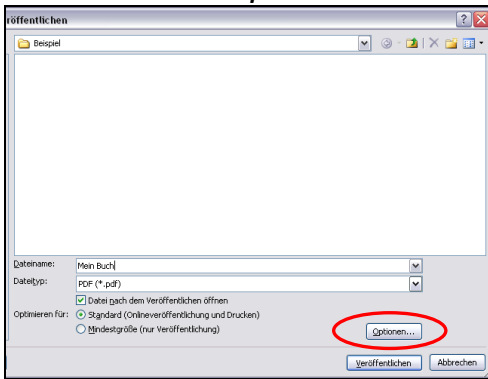 röffentlichen
Beispiel
Dateiname: Mein Buch
Dateityp: PDF (*.pdf)
Datei nach dem Veröffentlichen öffnen
Optimieren für: Standard (Onlineveröffentlichung und Drucken)
Mindestgröße (nur Veröffentlichung)
Optionen...
Veröffentlichen Abbrechen